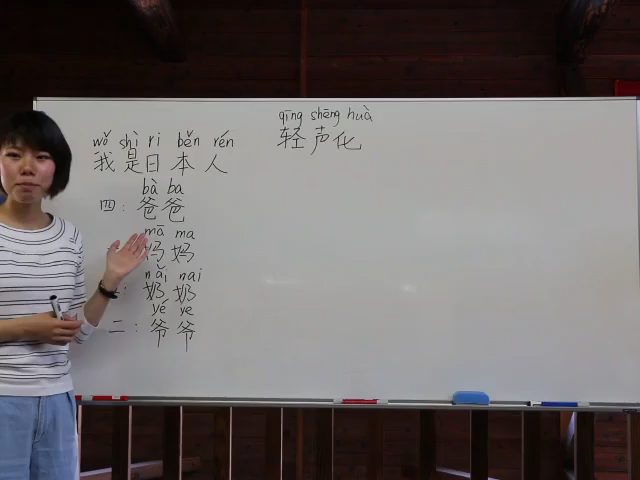 qīng shēng huà
轻声化
wǒ shì rì běn rén
我是日本人
bà ba
四：爸爸
mā ma
妈妈
nǎi nai
奶奶
yé ye
二：爷爷